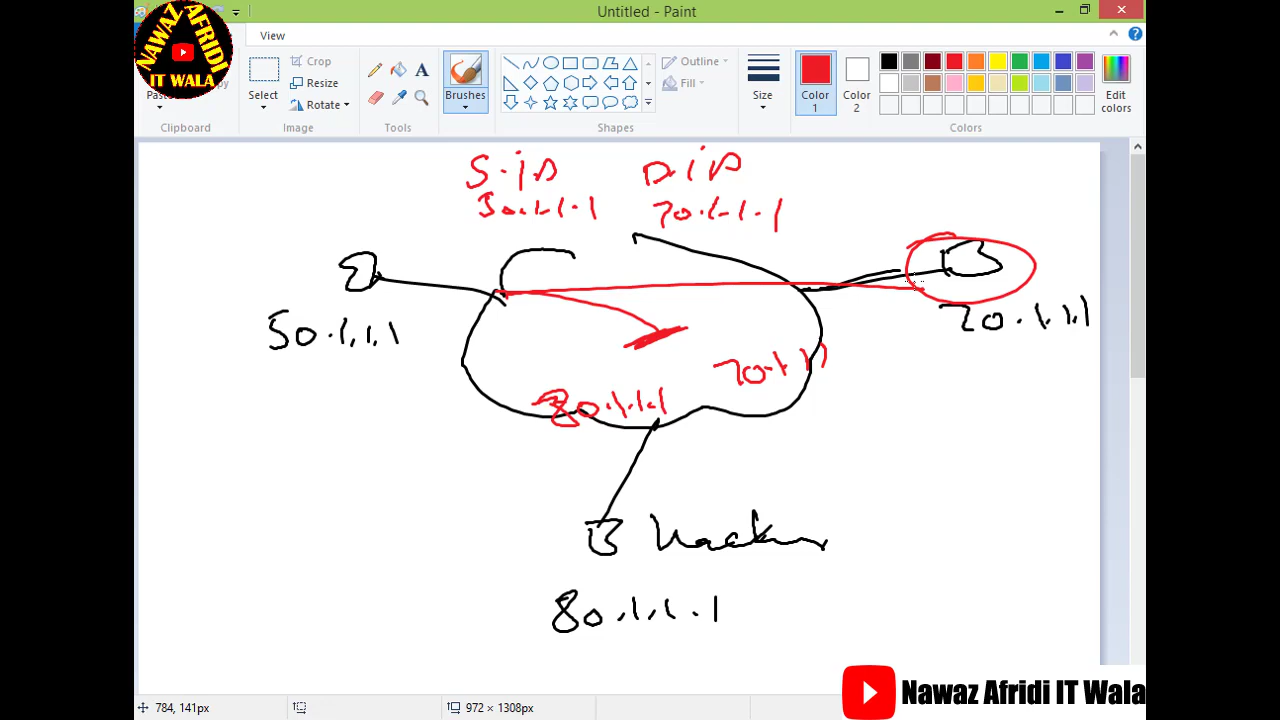 Untitled - Paint
NAWAZ AFRIDI
IT WALA
View
Paste
Select
Crop
Resize
Rotate
Brushes
Outline
Fill
Size
Color 1
Color 2
Edit colors
Clipboard
Image
Tools
Shapes
Colors
S.iP D.iP
50.1.1.1 70.1.1.1
50.1.1.1
70.1.1.1
70.1.1.1
80.1.1.1
Hacker
80.1.1.1
Nawaz Afridi IT Wala
784, 141px
972 × 1308px